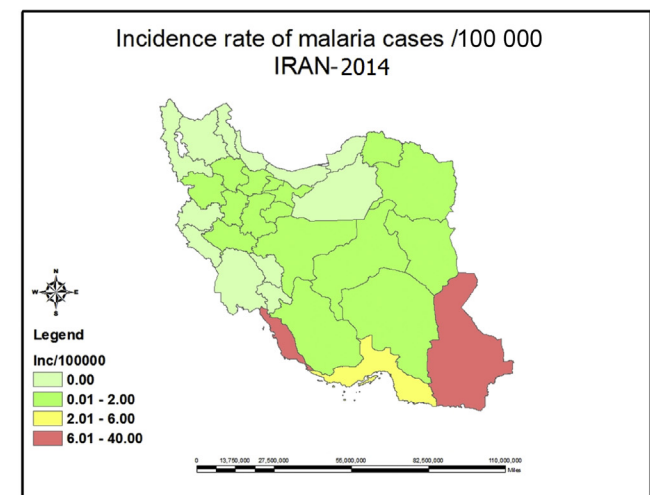 Incidence rate of malaria cases /100 000
IRAN-2014
N
W E
S
Legend
Inc/100000
0.00
0.01 - 2.00
2.01 - 6.00
6.01 - 40.00
0 13,750,000 27,500,000 55,000,000 82,500,000 110,000,000
Miles